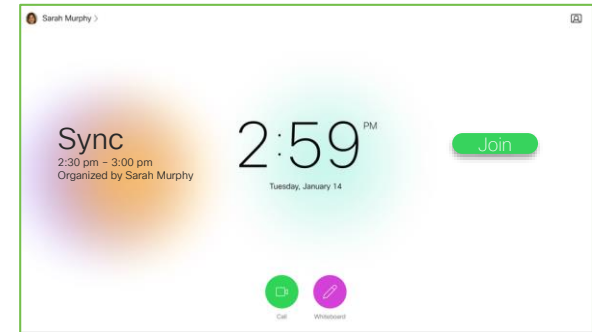 Sarah Murphy >
Sync
2:30 pm – 3:00 pm
Organized by Sarah Murphy
2:59 PM
Tuesday, January 14
Join
Call
Whiteboard